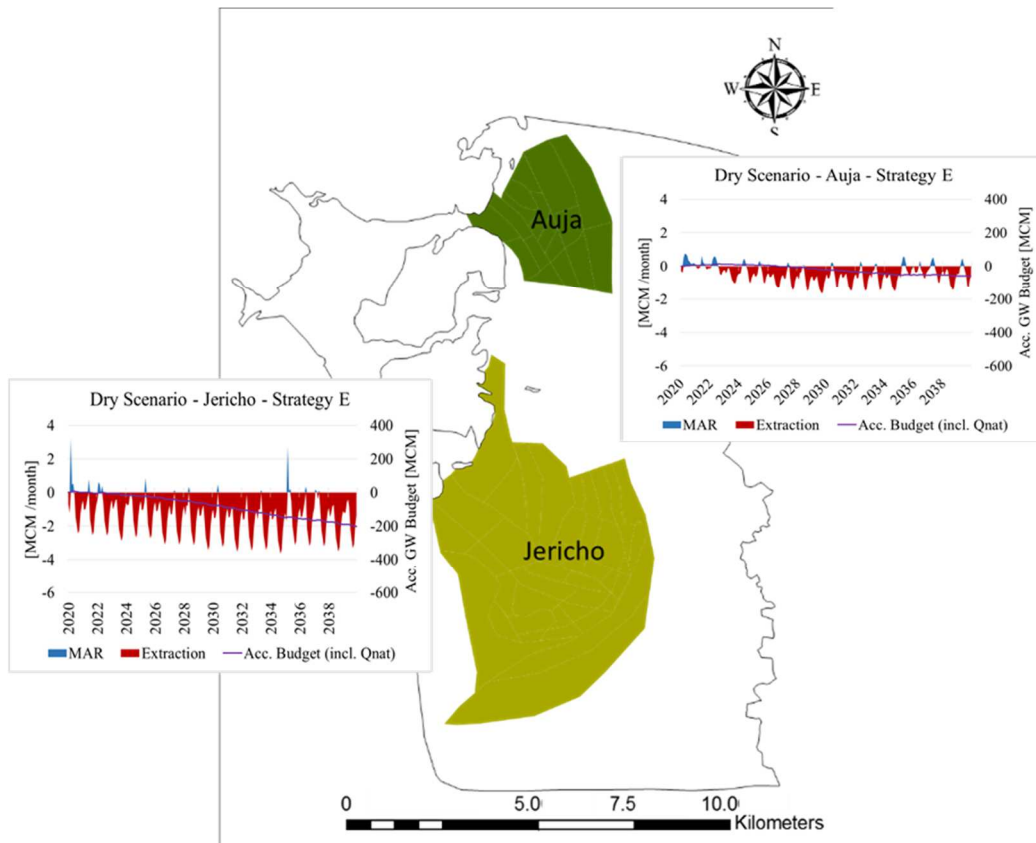 N
W E
S
Auja
Dry Scenario - Auja - Strategy E
4 400
2 200
0 0
-2 -200
-4 -400
-6 -600
[MCM /month]
Acc. GW Budget [MCM]
2020 2022 2024 2026 2028 2030 2032 2034 2036 2038
MAR Extraction Acc. Budget (incl. Qnat)
Dry Scenario - Jericho - Strategy E
4 400
2 200
0 0
-2 -200
-4 -400
-6 -600
[MCM /month]
Acc. GW Budget [MCM]
2020 2022 2024 2026 2028 2030 2032 2034 2036 2038
MAR Extraction Acc. Budget (incl. Qnat)
Jericho
0 5.0 7.5 10.0
Kilometers